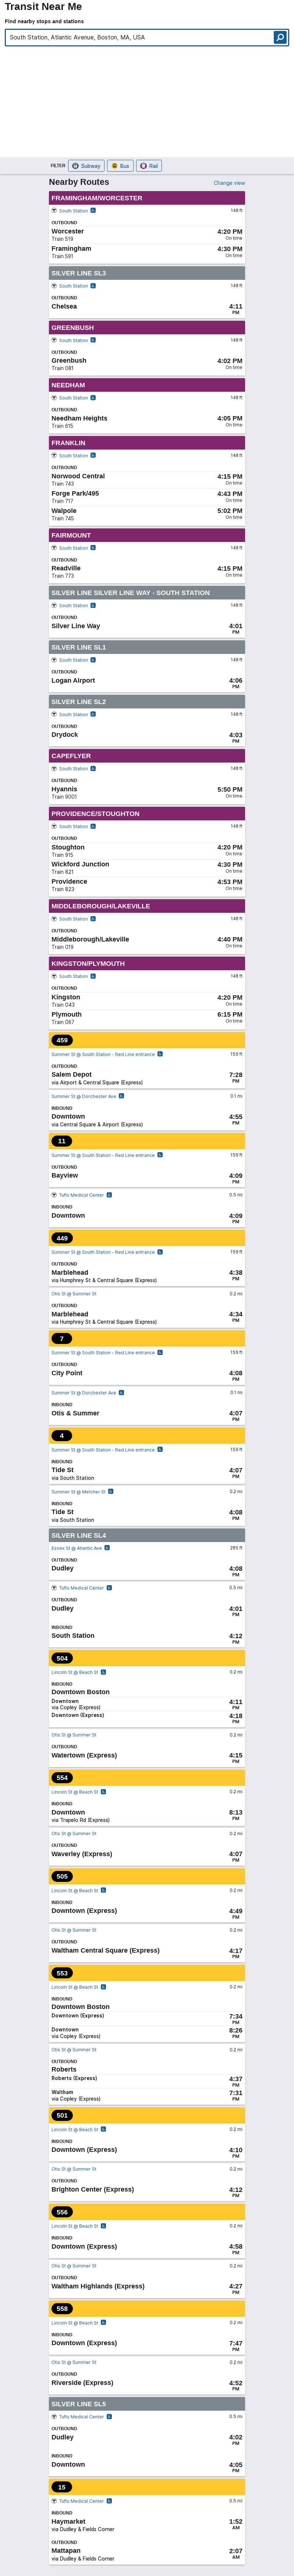 Transit Near Me
Find nearby stops and stations
South Station, Atlantic Avenue, Boston, MA, USA
FILTER Subway Bus Rail
Nearby Routes Change view
FRAMINGHAM/WORCESTER
South Station 148 ft
OUTBOUND
Worcester 4:20 PM
Train 519 On time
Framingham 4:30 PM
Train 591 On time
SILVER LINE SL3
South Station 148 ft
OUTBOUND
Chelsea 4:11
PM
GREENBUSH
South Station 148 ft
OUTBOUND
Greenbush 4:02 PM
Train 081 On time
NEEDHAM
South Station 148 ft
OUTBOUND
Needham Heights 4:05 PM
Train 615 On time
FRANKLIN
South Station 148 ft
OUTBOUND
Norwood Central 4:15 PM
Train 743 On time
Forge Park/495 4:43 PM
Train 717 On time
Walpole 5:02 PM
Train 745 On time
FAIRMOUNT
South Station 148 ft
OUTBOUND
Readville 4:15 PM
Train 773 On time
SILVER LINE SILVER LINE WAY - SOUTH STATION
South Station 148 ft
OUTBOUND
Silver Line Way 4:01
PM
SILVER LINE SL1
South Station 148 ft
OUTBOUND
Logan Airport 4:06
PM
SILVER LINE SL2
South Station 148 ft
OUTBOUND
Drydock 4:03
PM
CAPEFLYER
South Station 148 ft
OUTBOUND
Hyannis 5:50 PM
Train 9001 On time
PROVIDENCE/STOUGHTON
South Station 148 ft
OUTBOUND
Stoughton 4:20 PM
Train 915 On time
Wickford Junction 4:30 PM
Train 821 On time
Providence 4:53 PM
Train 823 On time
MIDDLEBOROUGH/LAKEVILLE
South Station 148 ft
OUTBOUND
Middleborough/Lakeville 4:40 PM
Train 019 On time
KINGSTON/PLYMOUTH
South Station 148 ft
OUTBOUND
Kingston 4:20 PM
Train 043 On time
Plymouth 6:15 PM
Train 067 On time
459
Summer St @ South Station - Red Line entrance 159 ft
OUTBOUND
Salem Depot 7:28
via Airport & Central Square (Express) PM
Summer St @ Dorchester Ave 0.1 mi
INBOUND
Downtown 4:55
via Central Square & Airport (Express) PM
11
Summer St @ South Station - Red Line entrance 159 ft
OUTBOUND
Bayview 4:09
PM
Tufts Medical Center 0.5 mi
INBOUND
Downtown 4:09
PM
449
Summer St @ South Station - Red Line entrance 159 ft
OUTBOUND
Marblehead 4:38
via Humphrey St & Central Square (Express) PM
Otis St @ Summer St 0.2 mi
OUTBOUND
Marblehead 4:34
via Humphrey St & Central Square (Express) PM
7
Summer St @ South Station - Red Line entrance 159 ft
OUTBOUND
City Point 4:08
PM
Summer St @ Dorchester Ave 0.1 mi
INBOUND
Otis & Summer 4:07
PM
4
Summer St @ South Station - Red Line entrance 159 ft
INBOUND
Tide St 4:07
via South Station PM
Summer St @ Melcher St 0.2 mi
INBOUND
Tide St 4:08
via South Station PM
SILVER LINE SL4
Essex St @ Atlantic Ave 285 ft
OUTBOUND
Dudley 4:08
PM
Tufts Medical Center 0.5 mi
OUTBOUND
Dudley 4:01
PM
INBOUND
South Station 4:12
PM
504
Lincoln St @ Beach St 0.2 mi
INBOUND
Downtown Boston
Downtown 4:11
via Copley (Express) PM
Downtown (Express) 4:18
PM
Otis St @ Summer St 0.2 mi
OUTBOUND
Watertown (Express) 4:15
PM
554
Lincoln St @ Beach St 0.2 mi
INBOUND
Downtown 8:13
via Trapelo Rd (Express) PM
Otis St @ Summer St 0.2 mi
OUTBOUND
Waverley (Express) 4:07
PM
505
Lincoln St @ Beach St 0.2 mi
INBOUND
Downtown (Express) 4:49
PM
Otis St @ Summer St 0.2 mi
OUTBOUND
Waltham Central Square (Express) 4:17
PM
553
Lincoln St @ Beach St 0.2 mi
INBOUND
Downtown Boston
Downtown (Express) 7:34
PM
Downtown 8:26
via Copley (Express) PM
Otis St @ Summer St 0.2 mi
OUTBOUND
Roberts
Roberts (Express) 4:37
PM
Waltham 7:31
via Copley (Express) PM
501
Lincoln St @ Beach St 0.2 mi
INBOUND
Downtown (Express) 4:10
PM
Otis St @ Summer St 0.2 mi
OUTBOUND
Brighton Center (Express) 4:12
PM
556
Lincoln St @ Beach St 0.2 mi
INBOUND
Downtown (Express) 4:58
PM
Otis St @ Summer St 0.2 mi
OUTBOUND
Waltham Highlands (Express) 4:27
PM
558
Lincoln St @ Beach St 0.2 mi
INBOUND
Downtown (Express) 7:47
PM
Otis St @ Summer St 0.2 mi
OUTBOUND
Riverside (Express) 4:52
PM
SILVER LINE SL5
Tufts Medical Center 0.5 mi
OUTBOUND
Dudley 4:02
PM
INBOUND
Downtown 4:05
PM
15
Tufts Medical Center 0.5 mi
INBOUND
Haymarket 1:52
via Dudley & Fields Corner AM
OUTBOUND
Mattapan 2:07
via Dudley & Fields Corner AM